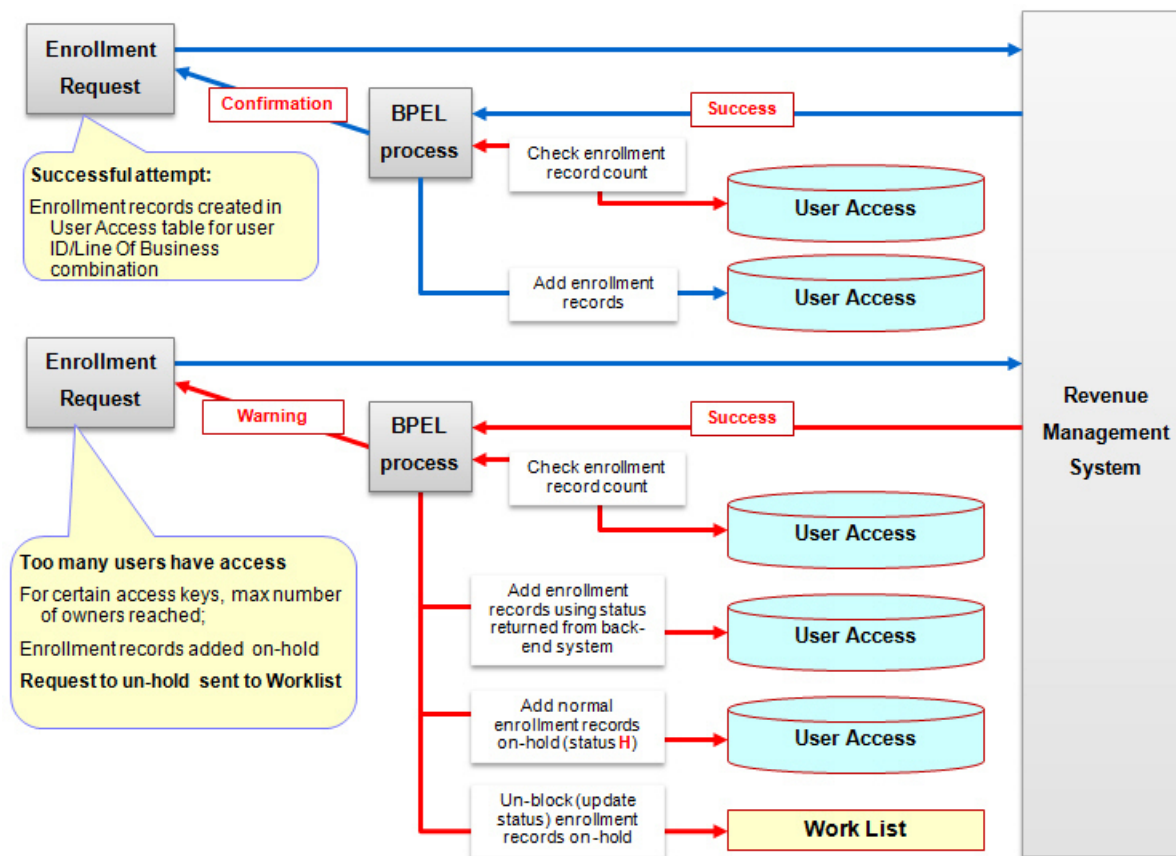 Enrollment
Request
Confirmation
BPEL
process
Success
Check enrollment
record count
User Access
Successful attempt:
Enrollment records created in
User Access table for user
ID/Line Of Business
combination
Add enrollment
records
User Access
Enrollment
Request
Warning
BPEL
process
Success
Revenue
Management
System
Check enrollment
record count
User Access
Too many users have access
For certain access keys, max number
of owners reached;
Enrollment records added on-hold
Request to un-hold sent to Worklist
Add enrollment
records using status
returned from back-
end system
User Access
Add normal
enrollment records
on-hold (status H)
User Access
Un-block (update
status) enrollment
records on-hold
Work List